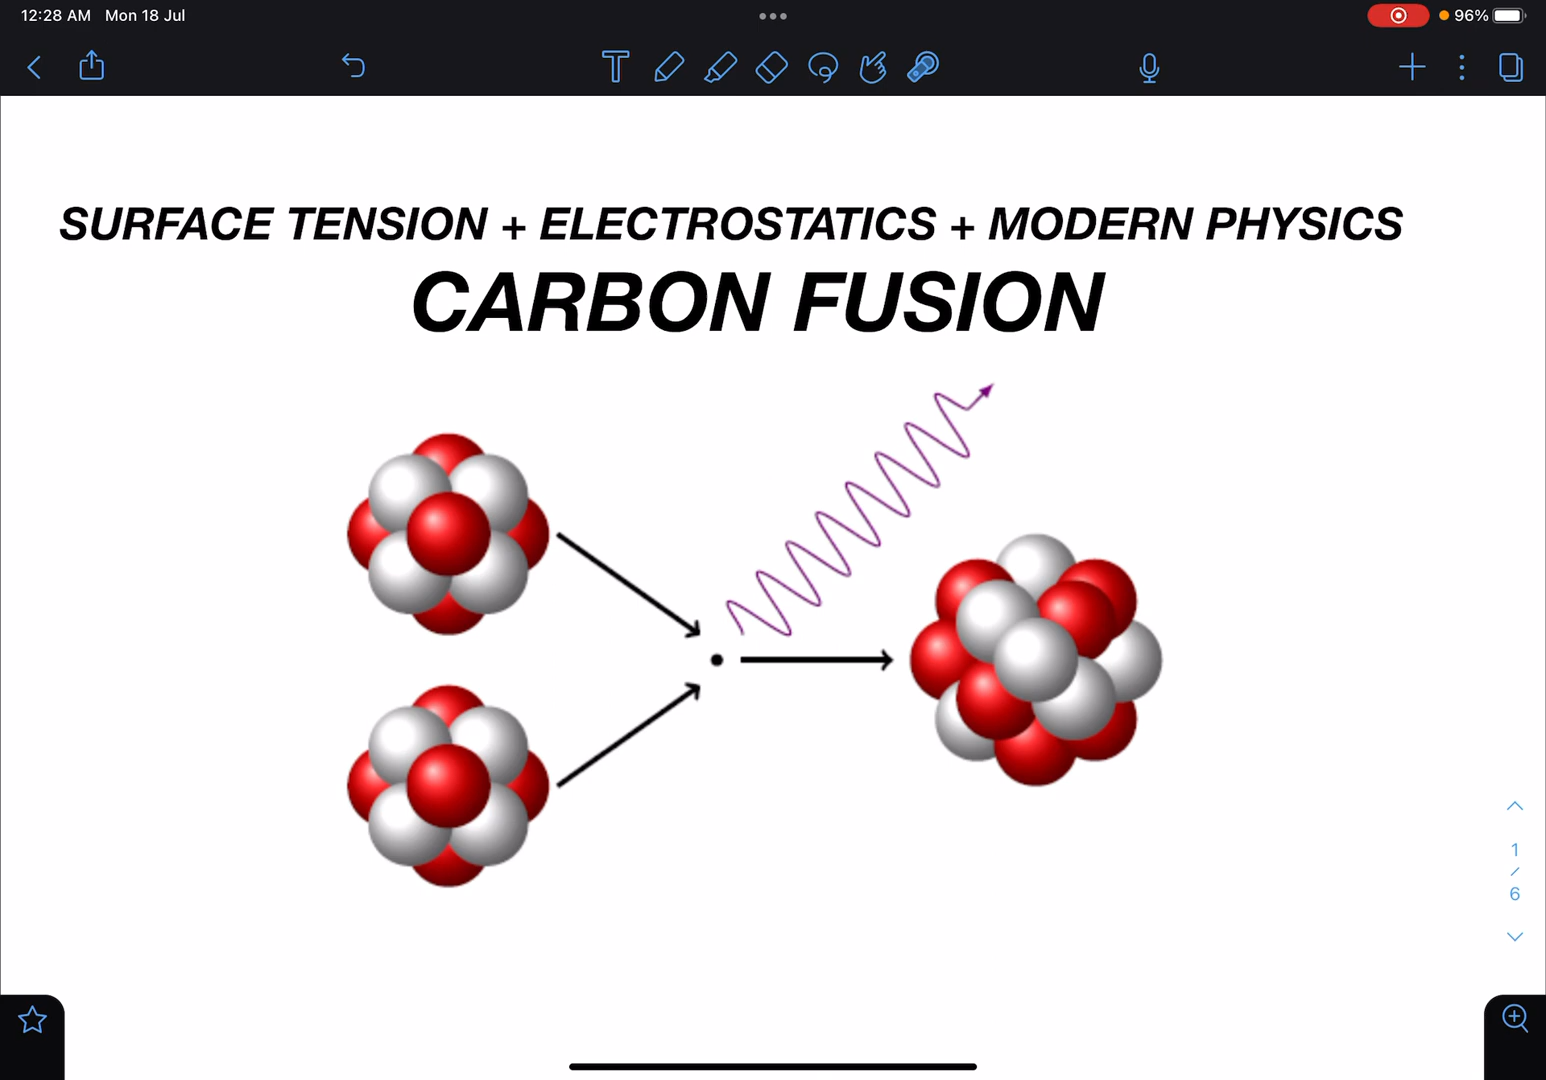 12:28 AM Mon 18 Jul
96%
SURFACE TENSION + ELECTROSTATICS + MODERN PHYSICS
CARBON FUSION
1
/
6